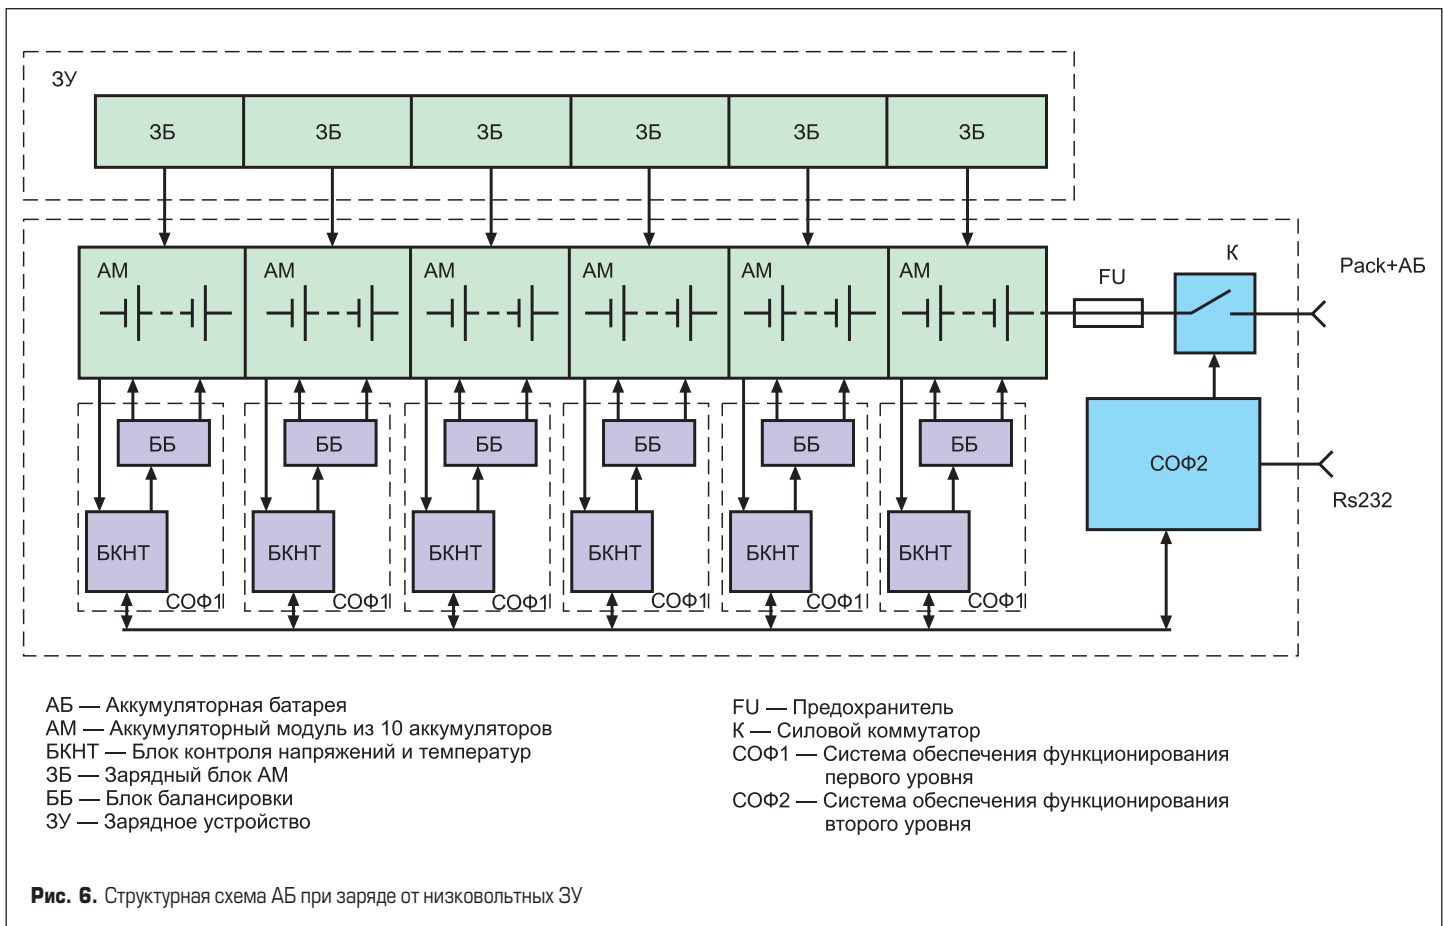 ЗУ
ЗБ ЗБ ЗБ ЗБ ЗБ ЗБ
АМ АМ АМ АМ АМ АМ
FU
К
Pack+АБ
ББ ББ ББ ББ ББ ББ
СОФ2
Rs232
БКНТ БКНТ БКНТ БКНТ БКНТ БКНТ
СОФ1 СОФ1 СОФ1 СОФ1 СОФ1 СОФ1
АБ — Аккумуляторная батарея
АМ — Аккумуляторный модуль из 10 аккумуляторов
БКНТ — Блок контроля напряжений и температур
ЗБ — Зарядный блок АМ
ББ — Блок балансировки
ЗУ — Зарядное устройство
FU — Предохранитель
К — Силовой коммутатор
СОФ1 — Система обеспечения функционирования
первого уровня
СОФ2 — Система обеспечения функционирования
второго уровня
Рис. 6. Структурная схема АБ при заряде от низковольтных ЗУ